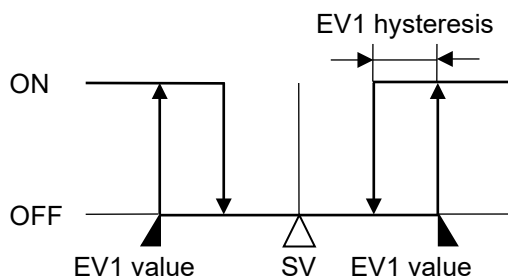 EV1 hysteresis
ON
OFF
EV1 value SV EV1 value